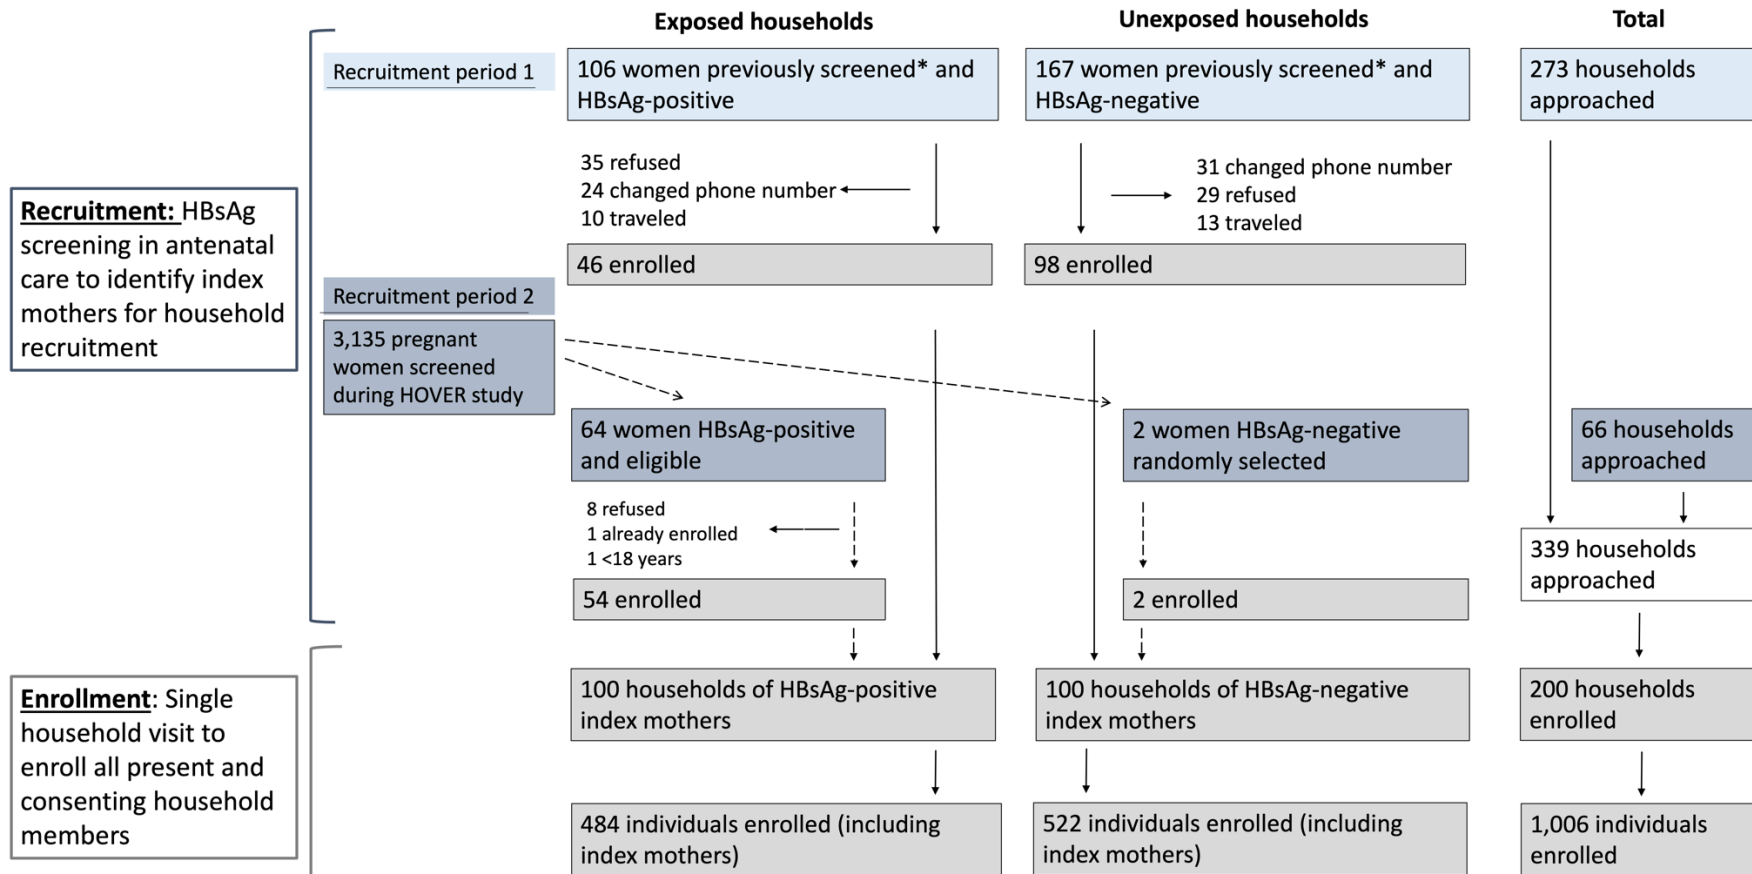 Exposed households
Unexposed households
Total
Recruitment period 1
106 women previously screened* and
HBsAg-positive
167 women previously screened* and
HBsAg-negative
273 households
approached
35 refused
24 changed phone number
10 traveled
31 changed phone number
29 refused
13 traveled
Recruitment: HBsAg
screening in antenatal
care to identify index
mothers for household
recruitment
46 enrolled
98 enrolled
Recruitment period 2
3,135 pregnant
women screened
during HOVER study
64 women HBsAg-positive
and eligible
2 women HBsAg-negative
randomly selected
66 households
approached
8 refused
1 already enrolled
1 <18 years
339 households
approached
54 enrolled
2 enrolled
Enrollment: Single
household visit to
enroll all present and
consenting household
members
100 households of HBsAg-positive
index mothers
100 households of HBsAg-negative
index mothers
200 households
enrolled
484 individuals enrolled (including
index mothers)
522 individuals enrolled (including
index mothers)
1,006 individuals
enrolled